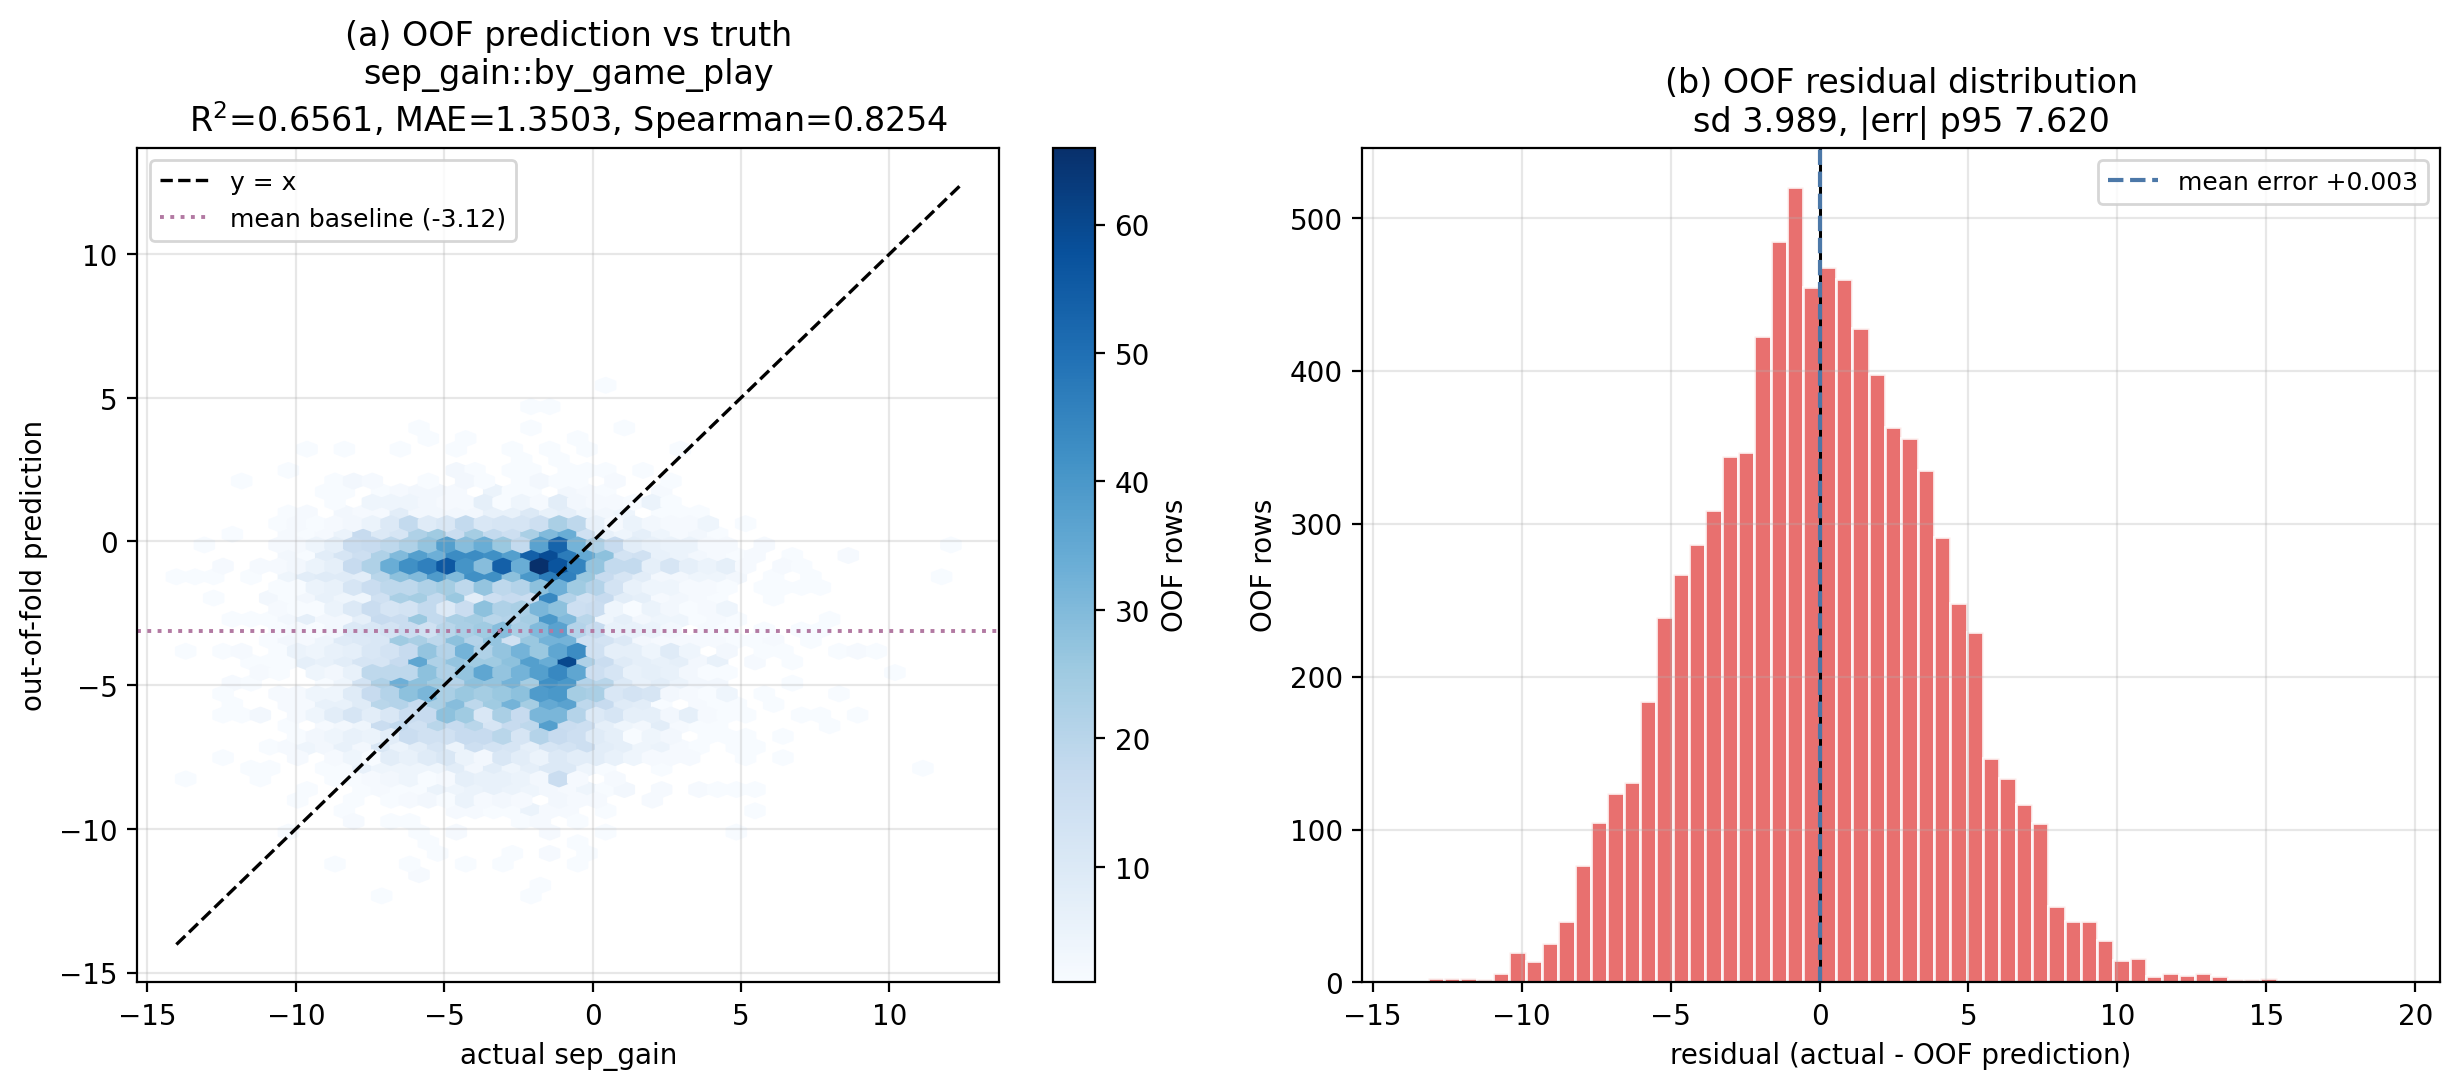 (a) OOF prediction vs truth
sep_gain::by_game_play
R²=0.6561, MAE=1.3503, Spearman=0.8254
y = x
mean baseline (-3.12)
out-of-fold prediction
10
5
0
−5
−10
−15
−15
−10
−5
0
5
10
actual sep_gain
60
50
40
30
20
10
OOF rows
(b) OOF residual distribution
sd 3.989, |err| p95 7.620
mean error +0.003
OOF rows
500
400
300
200
100
0
−15
−10
−5
0
5
10
15
20
residual (actual - OOF prediction)